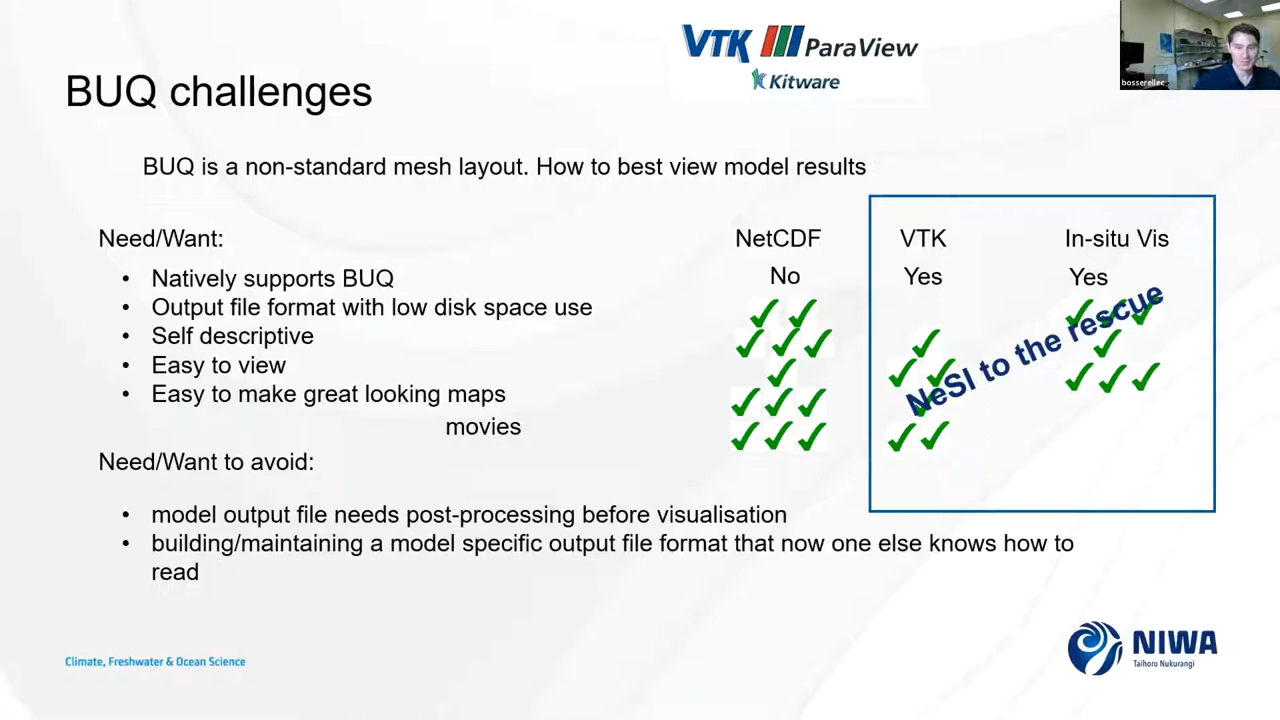 VTK ParaView
Kitware
bosserellec
BUQ challenges
BUQ is a non-standard mesh layout. How to best view model results
Need/Want:
NetCDF VTK In-situ Vis
• Natively supports BUQ
No Yes Yes
• Output file format with low disk space use
• Self descriptive
• Easy to view
• Easy to make great looking maps
movies
NeSI to the rescue
Need/Want to avoid:
• model output file needs post-processing before visualisation
• building/maintaining a model specific output file format that now one else knows how to
read
Climate, Freshwater & Ocean Science
NIWA
Taihoro Nukurangi